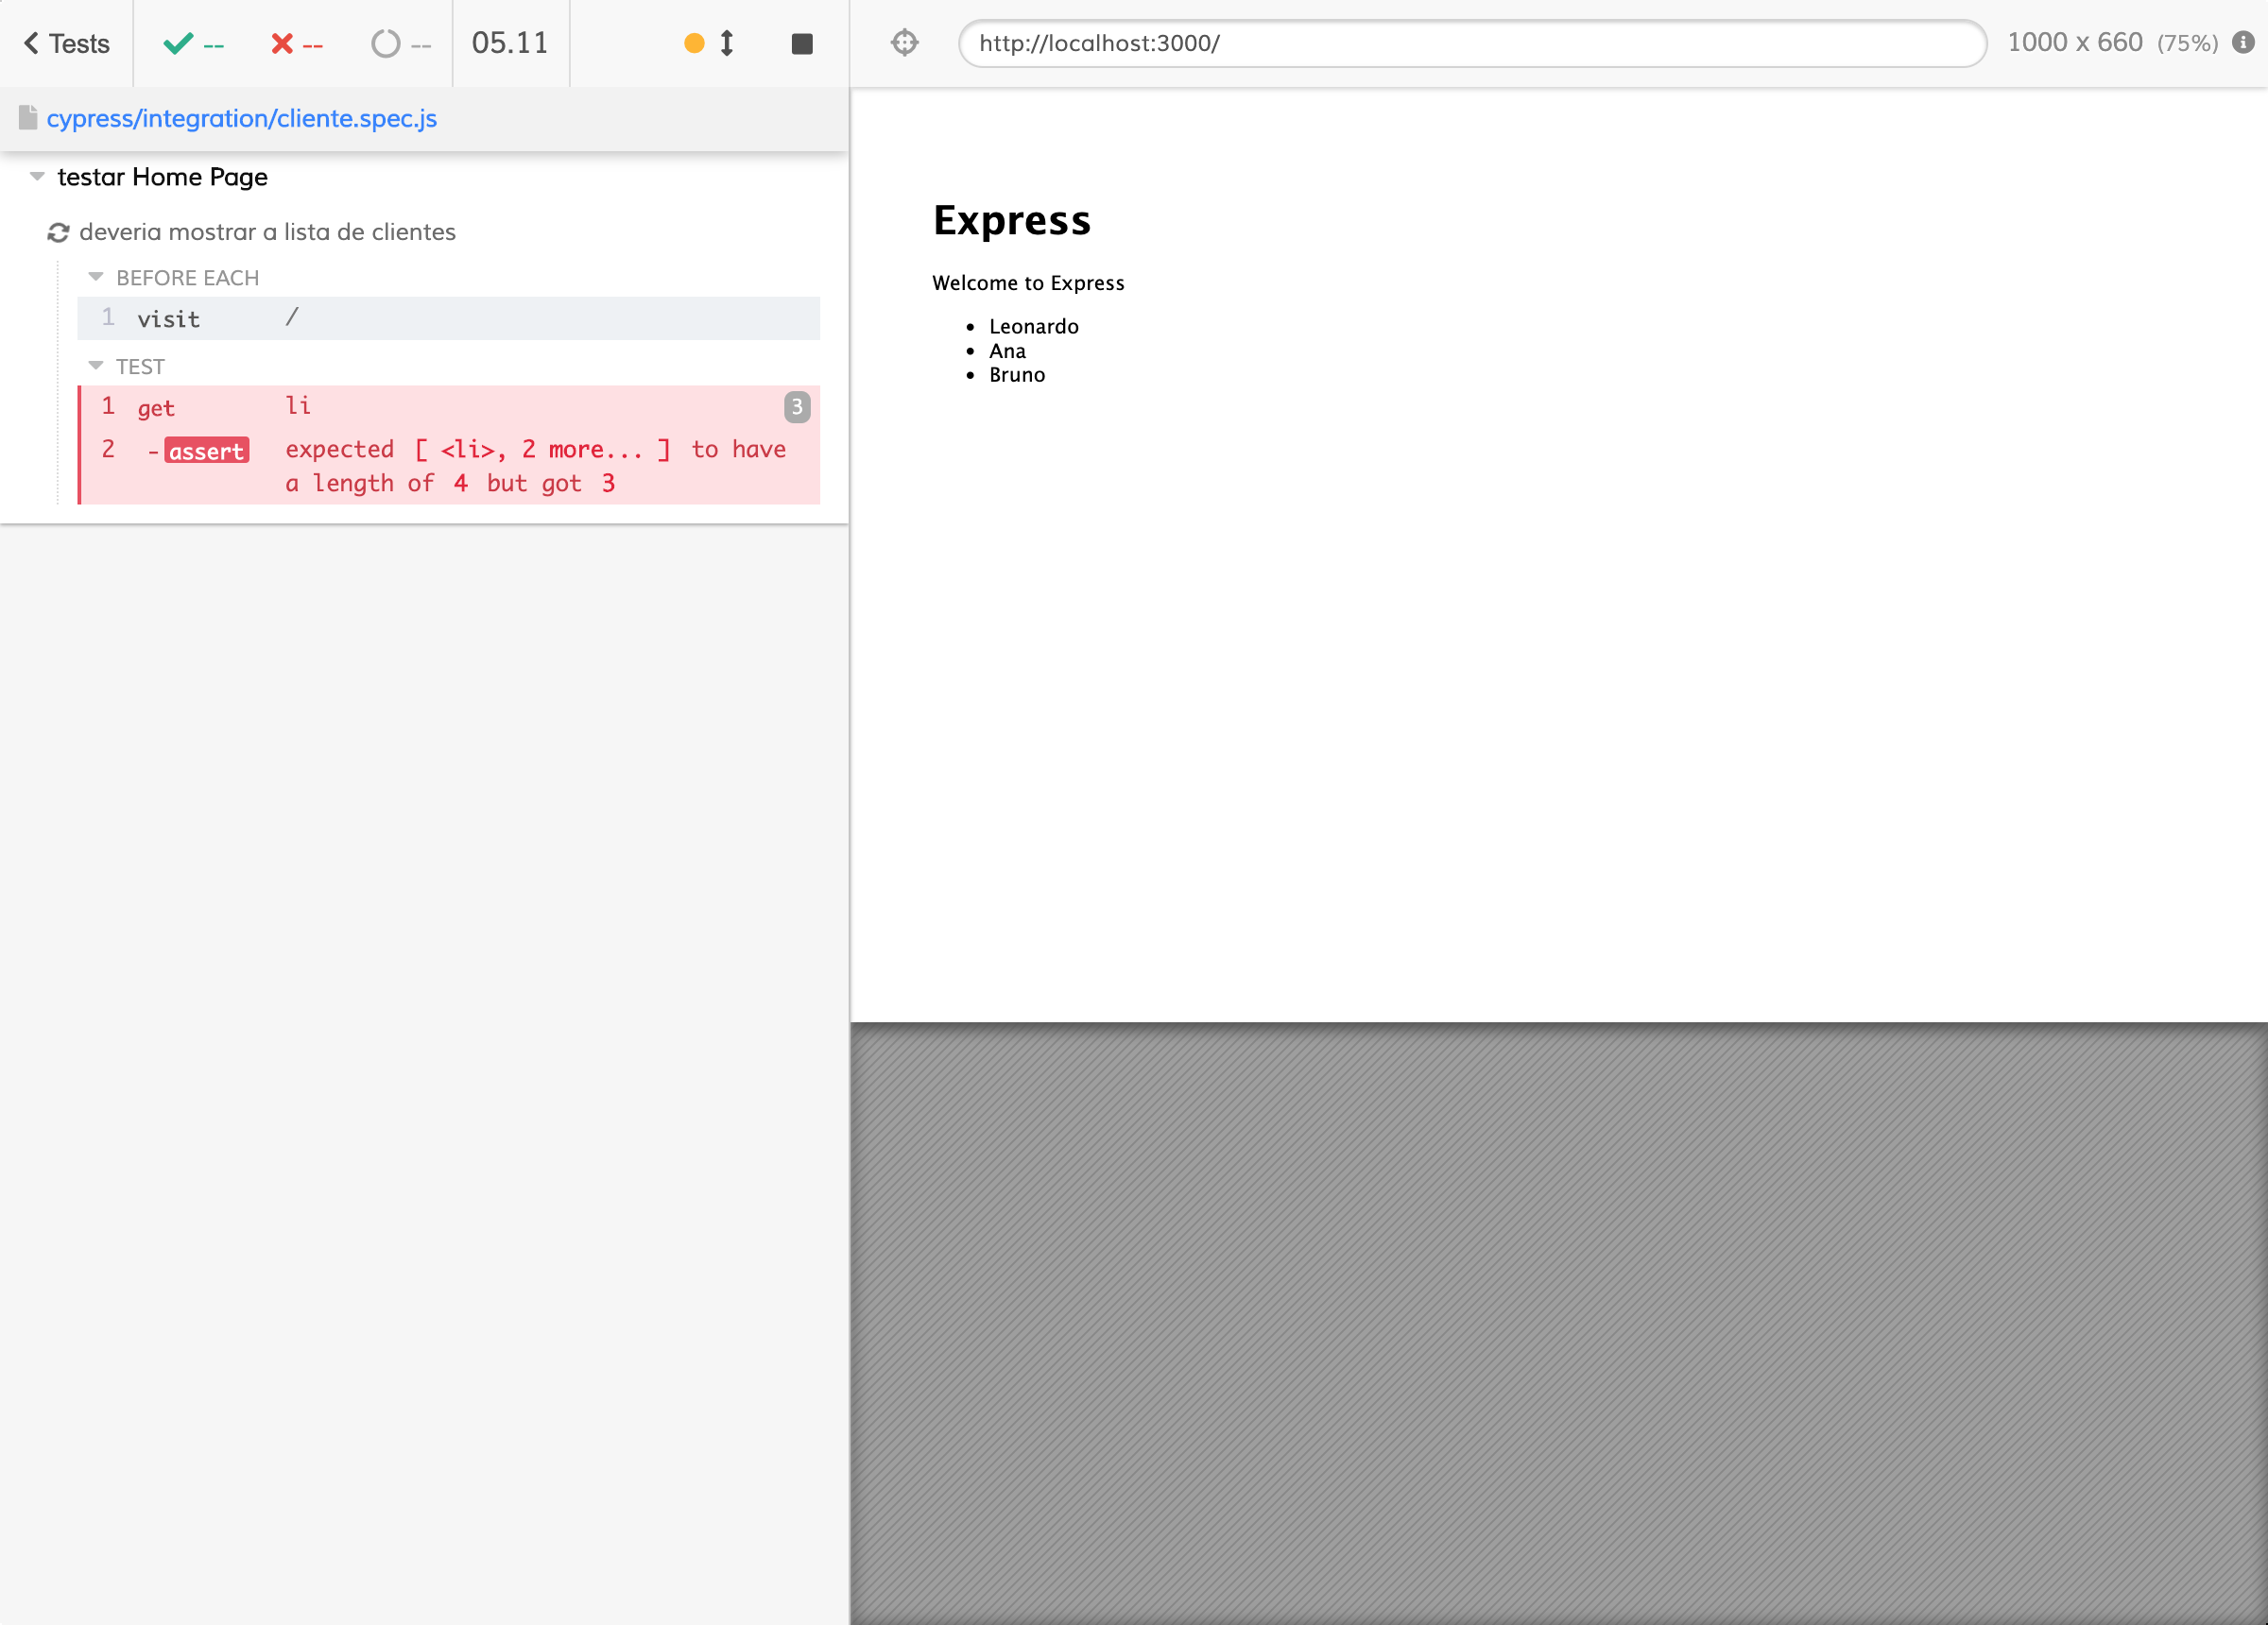 Tests -- -- -- 05.11
cypress/integration/cliente.spec.js
testar Home Page
deveria mostrar a lista de clientes
BEFORE EACH
1 visit /
TEST
1 get li 3
2 -assert expected [ <li>, 2 more... ] to have
a length of 4 but got 3
http://localhost:3000/ 1000 x 660 (75%)
Express
Welcome to Express
Leonardo
Ana
Bruno